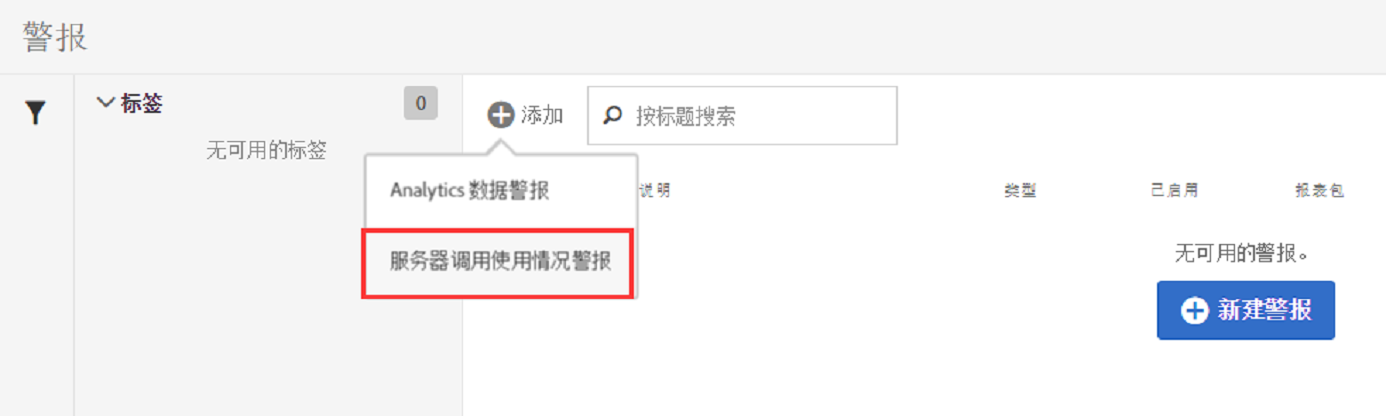 警报
标签 0
无可用的标签
添加
按标题搜索
Analytics 数据警报
服务器调用使用情况警报
说明 类型 已启用 报表包
无可用的警报。
新建警报